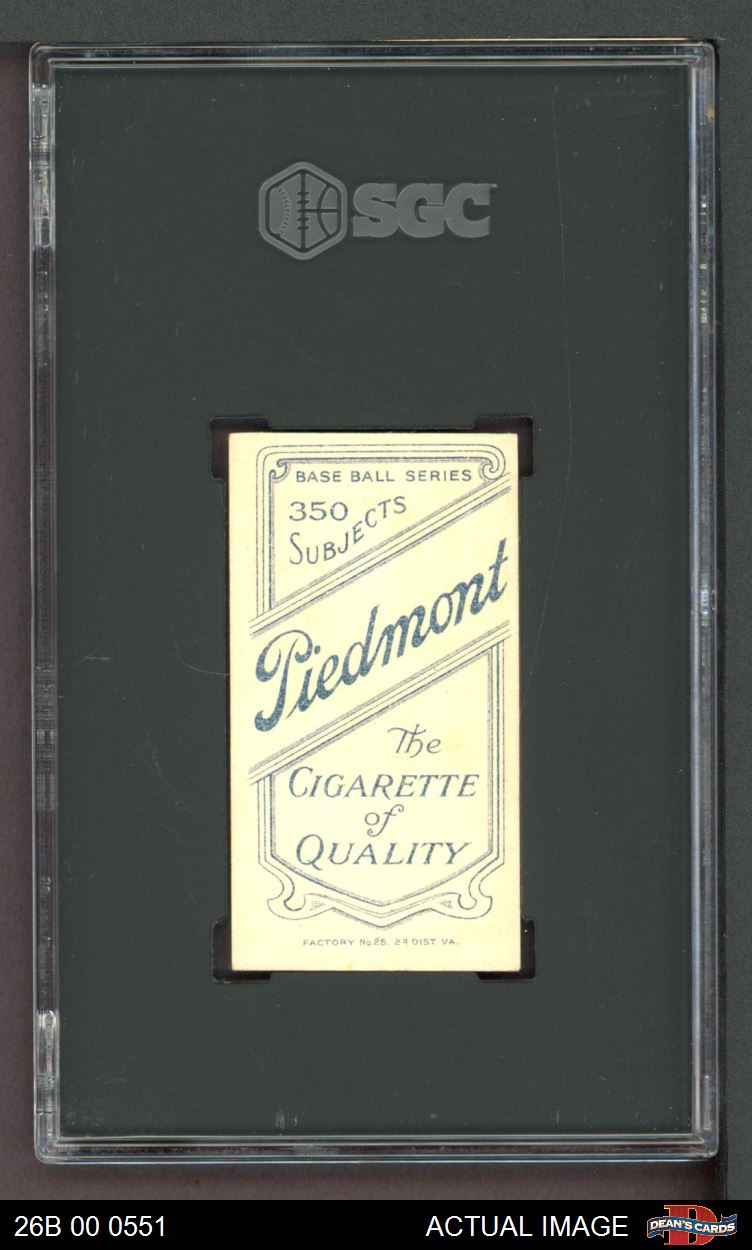 SGC
BASE BALL SERIES
350
SUBJECTS
Piedmont
The
CIGARETTE
of
QUALITY
FACTORY No. 25. 2d DIST. VA.
26B 00 0551
ACTUAL IMAGE
DEAN'S CARDS